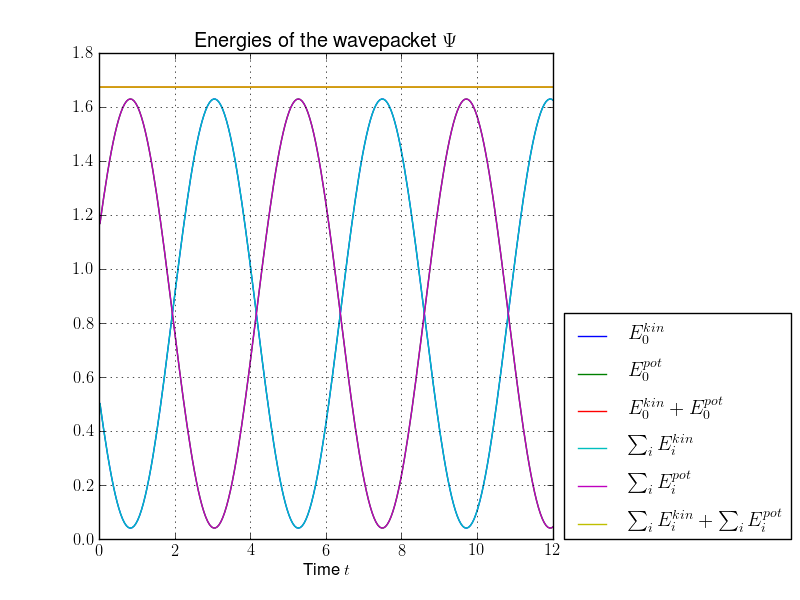 Energies of the wavepacket Ψ
1.8
1.6
1.4
1.2
1.0
0.8
0.6
0.4
0.2
0.0
0 2 4 6 8 10 12
Time t
E_0^{kin}
E_0^{pot}
E_0^{kin} + E_0^{pot}
∑_i E_i^{kin}
∑_i E_i^{pot}
∑_i E_i^{kin} + ∑_i E_i^{pot}